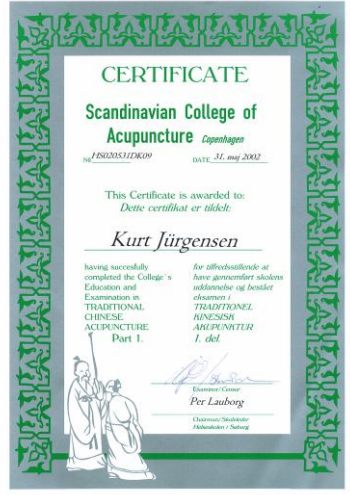 CERTIFICATE
Scandinavian College of
Acupuncture Copenhagen
NR HS020531DK09 DATE 31. maj 2002
This Certificate is awarded to:
Dette certifikat er tildelt:
Kurt Jürgensen
having succesfully
completed the College's
Education and
Examination in
TRADITIONAL
CHINESE
ACUPUNCTURE
Part 1.
for tilfredsstillende at
have gennemført skolens
uddannelse og bestået
eksamen i
TRADITIONEL
KINESISK
AKUPUNKTUR
1. del.
Examiner/Censor
Per Lauborg
Chairman/Skoleleder
Helseskolen i Søborg